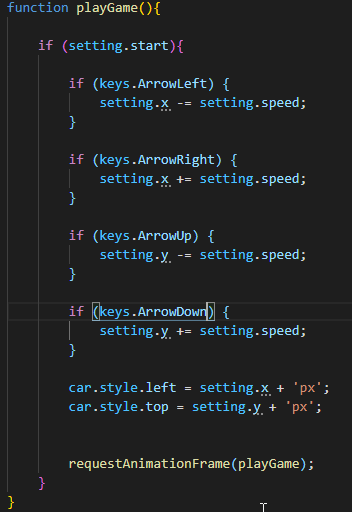 function playGame(){
if (setting.start){
if (keys.ArrowLeft) {
setting.x -= setting.speed;
}
if (keys.ArrowRight) {
setting.x += setting.speed;
}
if (keys.ArrowUp) {
setting.y -= setting.speed;
}
if (keys.ArrowDown) {
setting.y += setting.speed;
}
car.style.left = setting.x + 'px';
car.style.top = setting.y + 'px';
requestAnimationFrame(playGame);
}
}